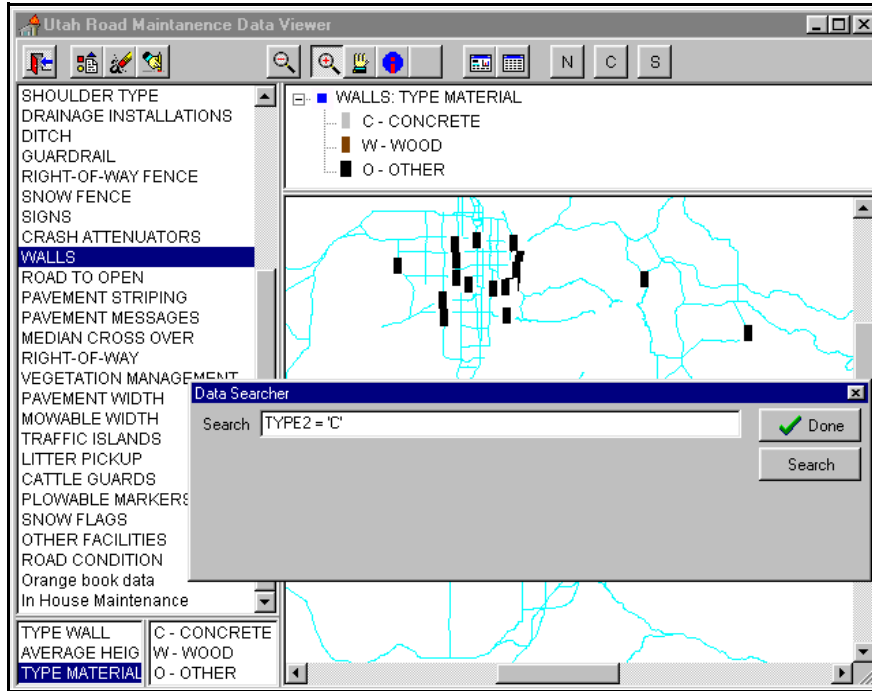 Utah Road Maintanence Data Viewer
N C S
SHOULDER TYPE
DRAINAGE INSTALLATIONS
DITCH
GUARDRAIL
RIGHT-OF-WAY FENCE
SNOW FENCE
SIGNS
CRASH ATTENUATORS
WALLS
ROAD TO OPEN
PAVEMENT STRIPING
PAVEMENT MESSAGES
MEDIAN CROSS OVER
RIGHT-OF-WAY
VEGETATION MANAGEMENT
PAVEMENT WIDTH
MOWABLE WIDTH
TRAFFIC ISLANDS
LITTER PICKUP
CATTLE GUARDS
PLOWABLE MARKERS
SNOW FLAGS
OTHER FACILITIES
ROAD CONDITION
Orange book data
In House Maintenance
TYPE WALL
AVERAGE HEIG
TYPE MATERIAL
C - CONCRETE
W - WOOD
O - OTHER
WALLS: TYPE MATERIAL
C - CONCRETE
W - WOOD
O - OTHER
Data Searcher
Search TYPE2 = 'C'
Done
Search